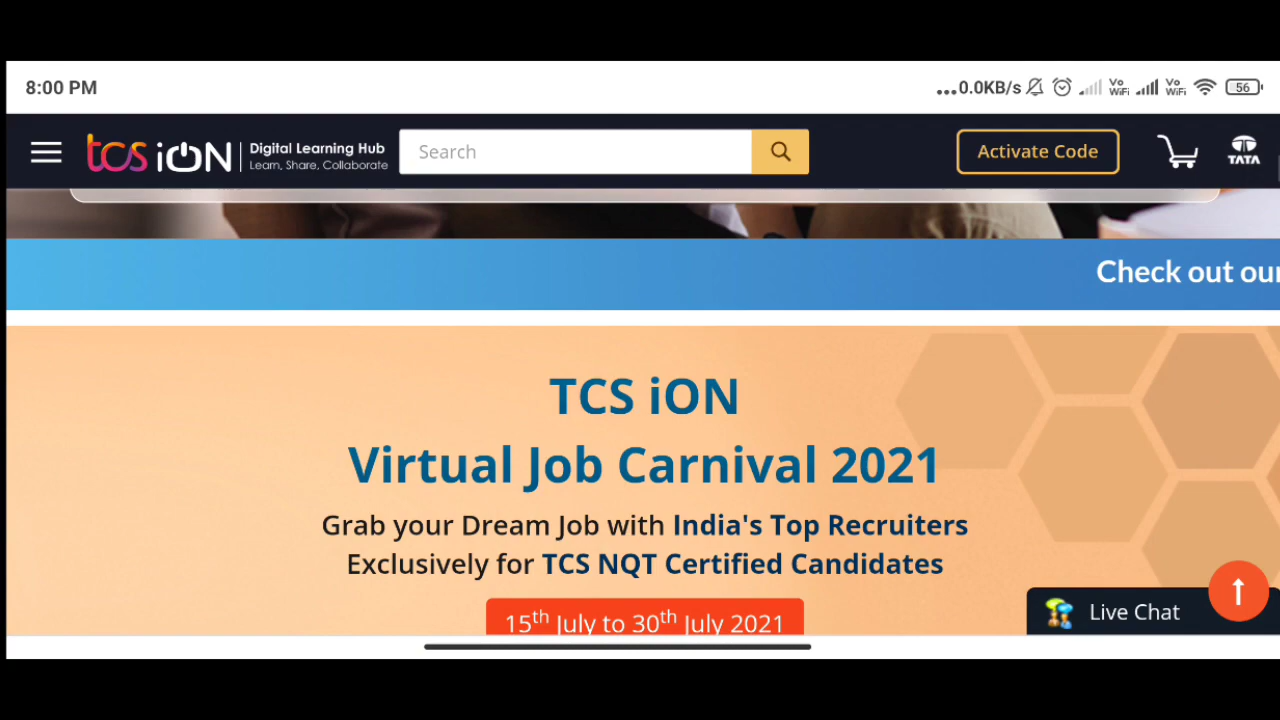 8:00 PM
...0.0KB/s Vo WiFi Vo WiFi 56
tcs iON Digital Learning Hub
Learn, Share, Collaborate
Search
Activate Code
TATA
Check out our
TCS iON
Virtual Job Carnival 2021
Grab your Dream Job with India's Top Recruiters
Exclusively for TCS NQT Certified Candidates
15th July to 30th July 2021
Live Chat